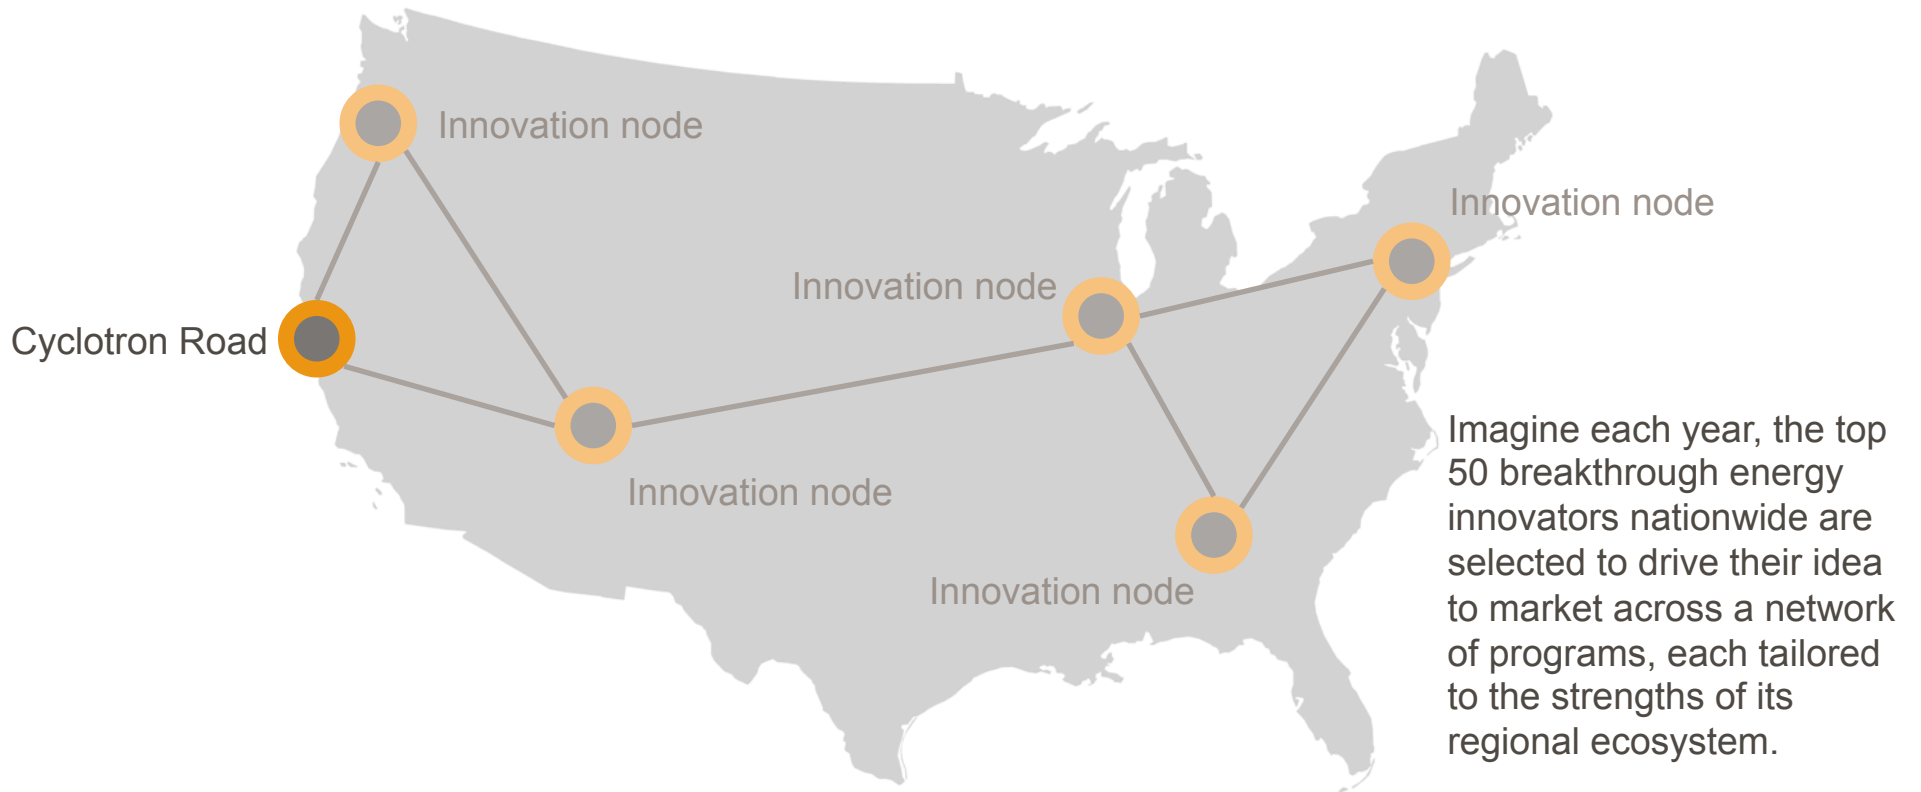 Innovation node
Innovation node
Innovation node
Cyclotron Road
Imagine each year, the top
50 breakthrough energy
innovators nationwide are
selected to drive their idea
to market across a network
of programs, each tailored
to the strengths of its
regional ecosystem.
Innovation node
Innovation node